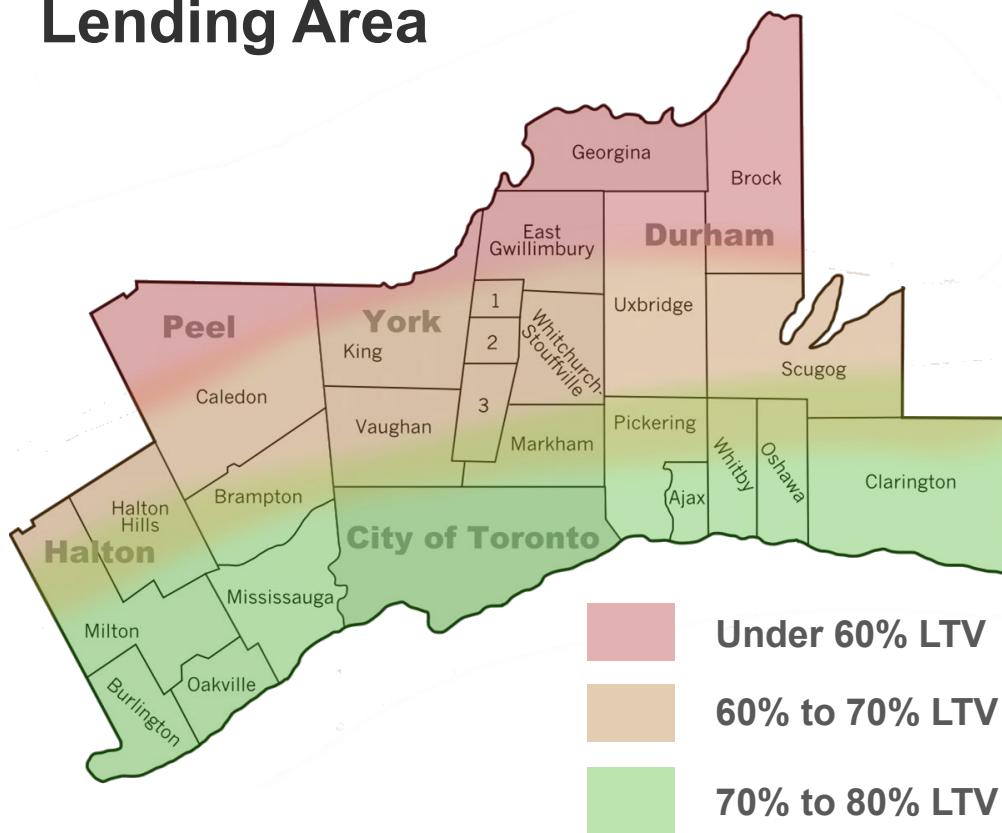 Lending Area
Georgina
Brock
East
Gwillimbury
Durham
1
Uxbridge
Peel
York
2
Whitchurch-
Stouffville
King
Scugog
Caledon
3
Vaughan
Pickering
Markham
Whitby
Oshawa
Clarington
Brampton
Ajax
Halton
Hills
City of Toronto
Halton
Mississauga
Milton
Under 60% LTV
Oakville
Burlington
60% to 70% LTV
70% to 80% LTV